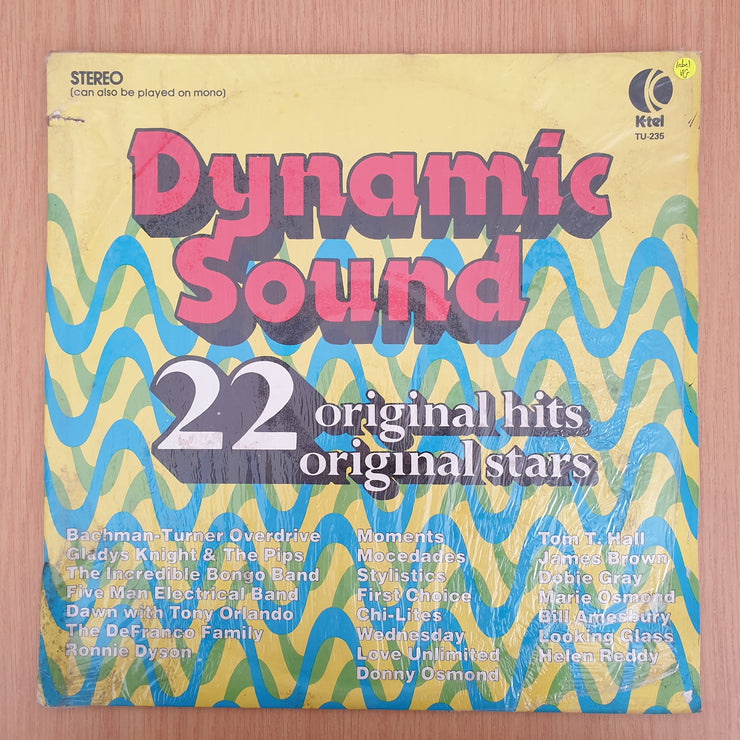 STEREO
(can also be played on mono)
label
VG
K-tel
TU-235
Dynamic
Sound
22 original hits
original stars
Bachman-Turner Overdrive
Gladys Knight & The Pips
The Incredible Bongo Band
Five Man Electrical Band
Dawn with Tony Orlando
The DeFranco Family
Ronnie Dyson
Moments
Mocedades
Stylistics
First Choice
Chi-Lites
Wednesday
Love Unlimited
Donny Osmond
Tom T. Hall
James Brown
Dobie Gray
Marie Osmond
Bill Amesbury
Looking Glass
Helen Reddy